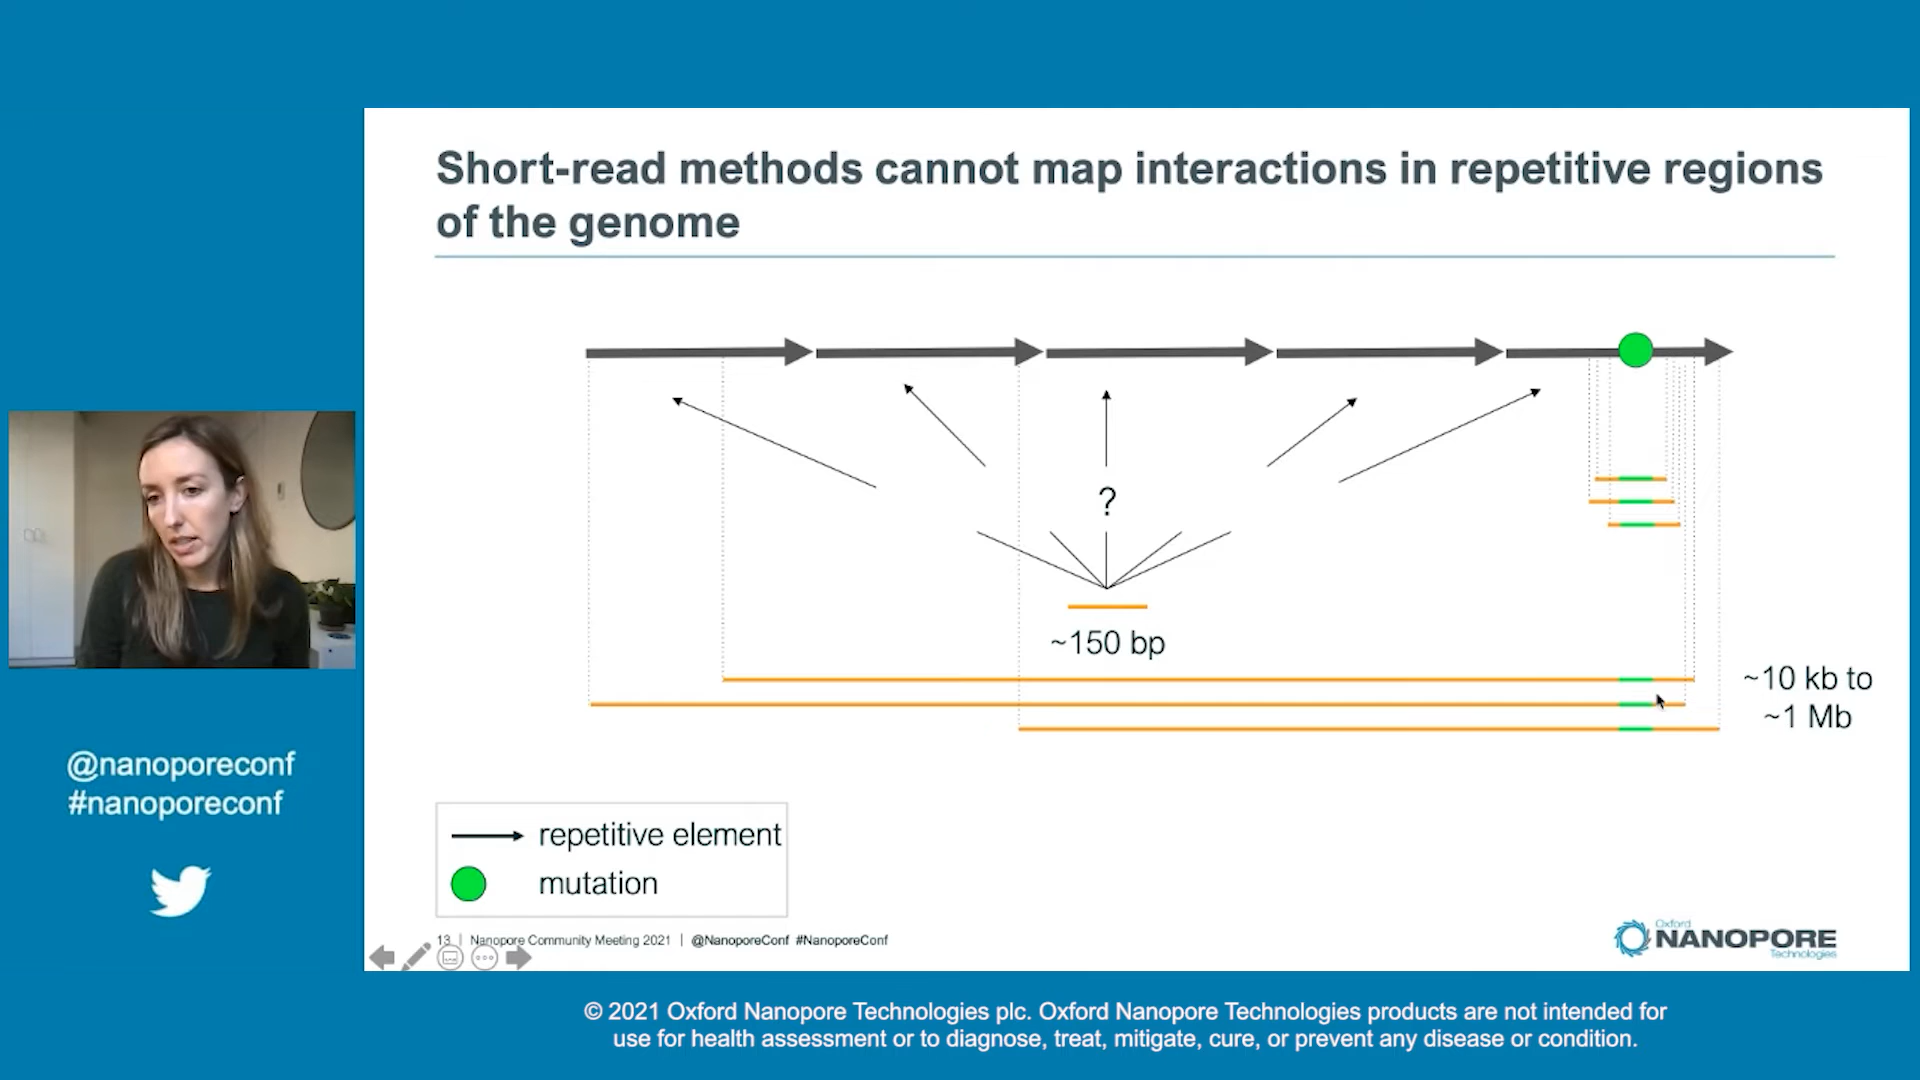 Short-read methods cannot map interactions in repetitive regions
of the genome
?
~150 bp
~10 kb to
~1 Mb
repetitive element
mutation
13 | Nanopore Community Meeting 2021 | @NanoporeConf #NanoporeConf
Oxford
NANOPORE
Technologies
@nanoporeconf
#nanoporeconf
© 2021 Oxford Nanopore Technologies plc. Oxford Nanopore Technologies products are not intended for
use for health assessment or to diagnose, treat, mitigate, cure, or prevent any disease or condition.